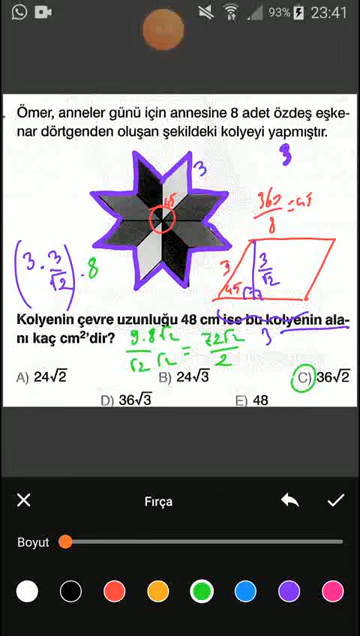 93% 23:41
Ömer, anneler günü için annesine 8 adet özdeş eşke-
nar dörtgenden oluşan şekildeki kolyeyi yapmıştır.
3
3
45
360/8 = 45
(3 · 3/√2) · 8
3
3/√2
45
3
Kolyenin çevre uzunluğu 48 cm ise bu kolyenin ala-
nı kaç cm²'dir?
9.8√2/√2 √2 = 72√2/2
A) 24√2
B) 24√3
C) 36√2
D) 36√3
E) 48
Fırça
Boyut